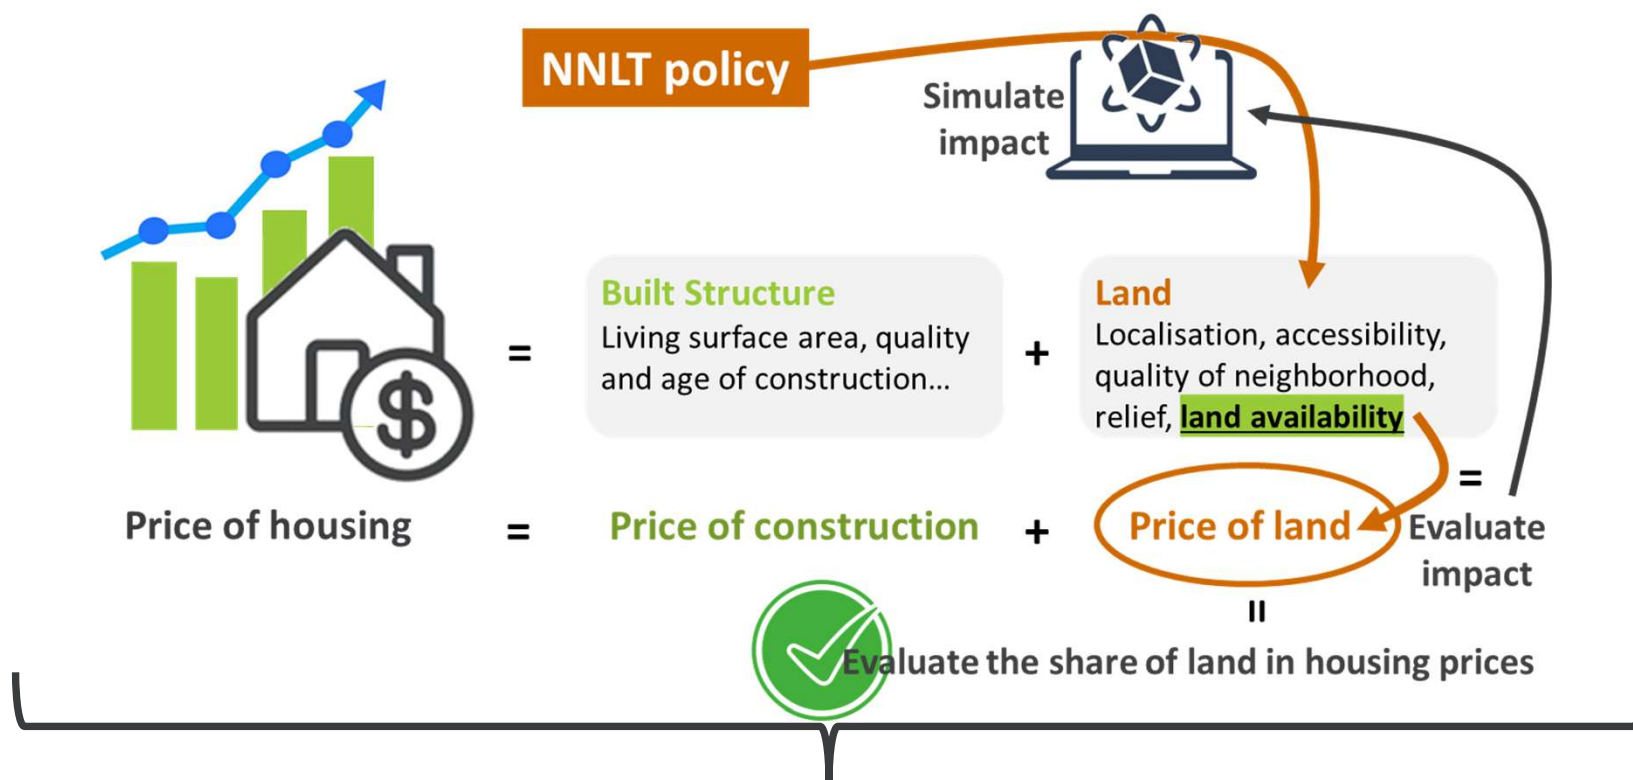 NNLT policy
Simulate
impact
Built Structure
Living surface area, quality
and age of construction...
Land
Localisation, accessibility,
quality of neighborhood,
relief, land availability
=
+
=
$
Price of housing = Price of construction + Price of land
Evaluate
impact
=
Evaluate the share of land in housing prices